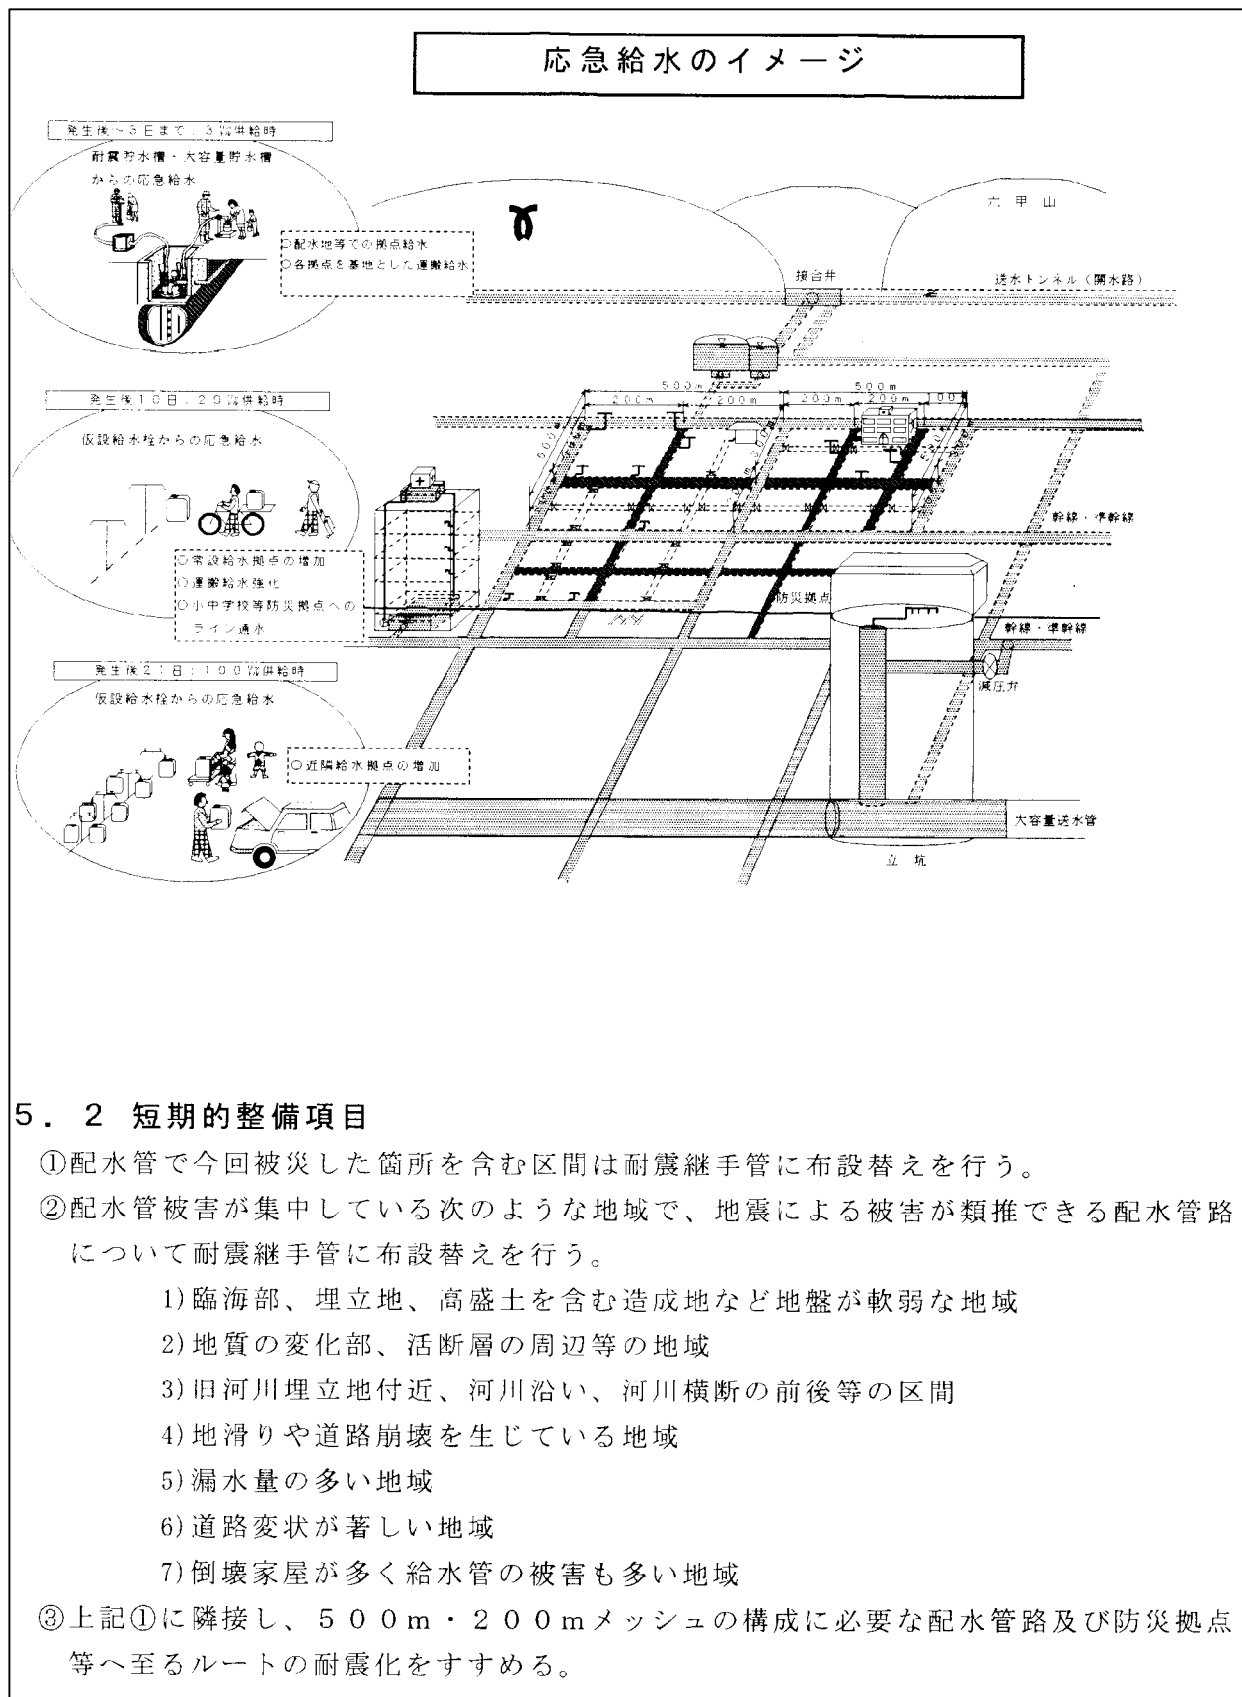 応急給水のイメージ
発生後~3日まで:3㍑供給時
耐震貯水槽・大容量貯水槽
からの応急給水
○配水地等での拠点給水
○各拠点を基地とした運搬給水
六甲山
接合井
送水トンネル(開水路)
500m
500m
200m
200m
200m
200m
100
発生後10日:20㍑供給時
仮設給水栓からの応急給水
○常設給水拠点の増加
○運搬給水強化
○小中学校等防災拠点への
ライン通水
幹線・準幹線
防災拠点
幹線・準幹線
減圧弁
発生後21日:100㍑供給時
仮設給水栓からの応急給水
○近隣給水拠点の増加
大容量送水管
立坑
5.2 短期的整備項目
①配水管で今回被災した箇所を含む区間は耐震継手管に布設替えを行う。
②配水管被害が集中している次のような地域で、地震による被害が類推できる配水管路
について耐震継手管に布設替えを行う。
1)臨海部、埋立地、高盛土を含む造成地など地盤が軟弱な地域
2)地質の変化部、活断層の周辺等の地域
3)旧河川埋立地付近、河川沿い、河川横断の前後等の区間
4)地滑りや道路崩壊を生じている地域
5)漏水量の多い地域
6)道路変状が著しい地域
7)倒壊家屋が多く給水管の被害も多い地域
③上記①に隣接し、500m・200mメッシュの構成に必要な配水管路及び防災拠点
等へ至るルートの耐震化をすすめる。